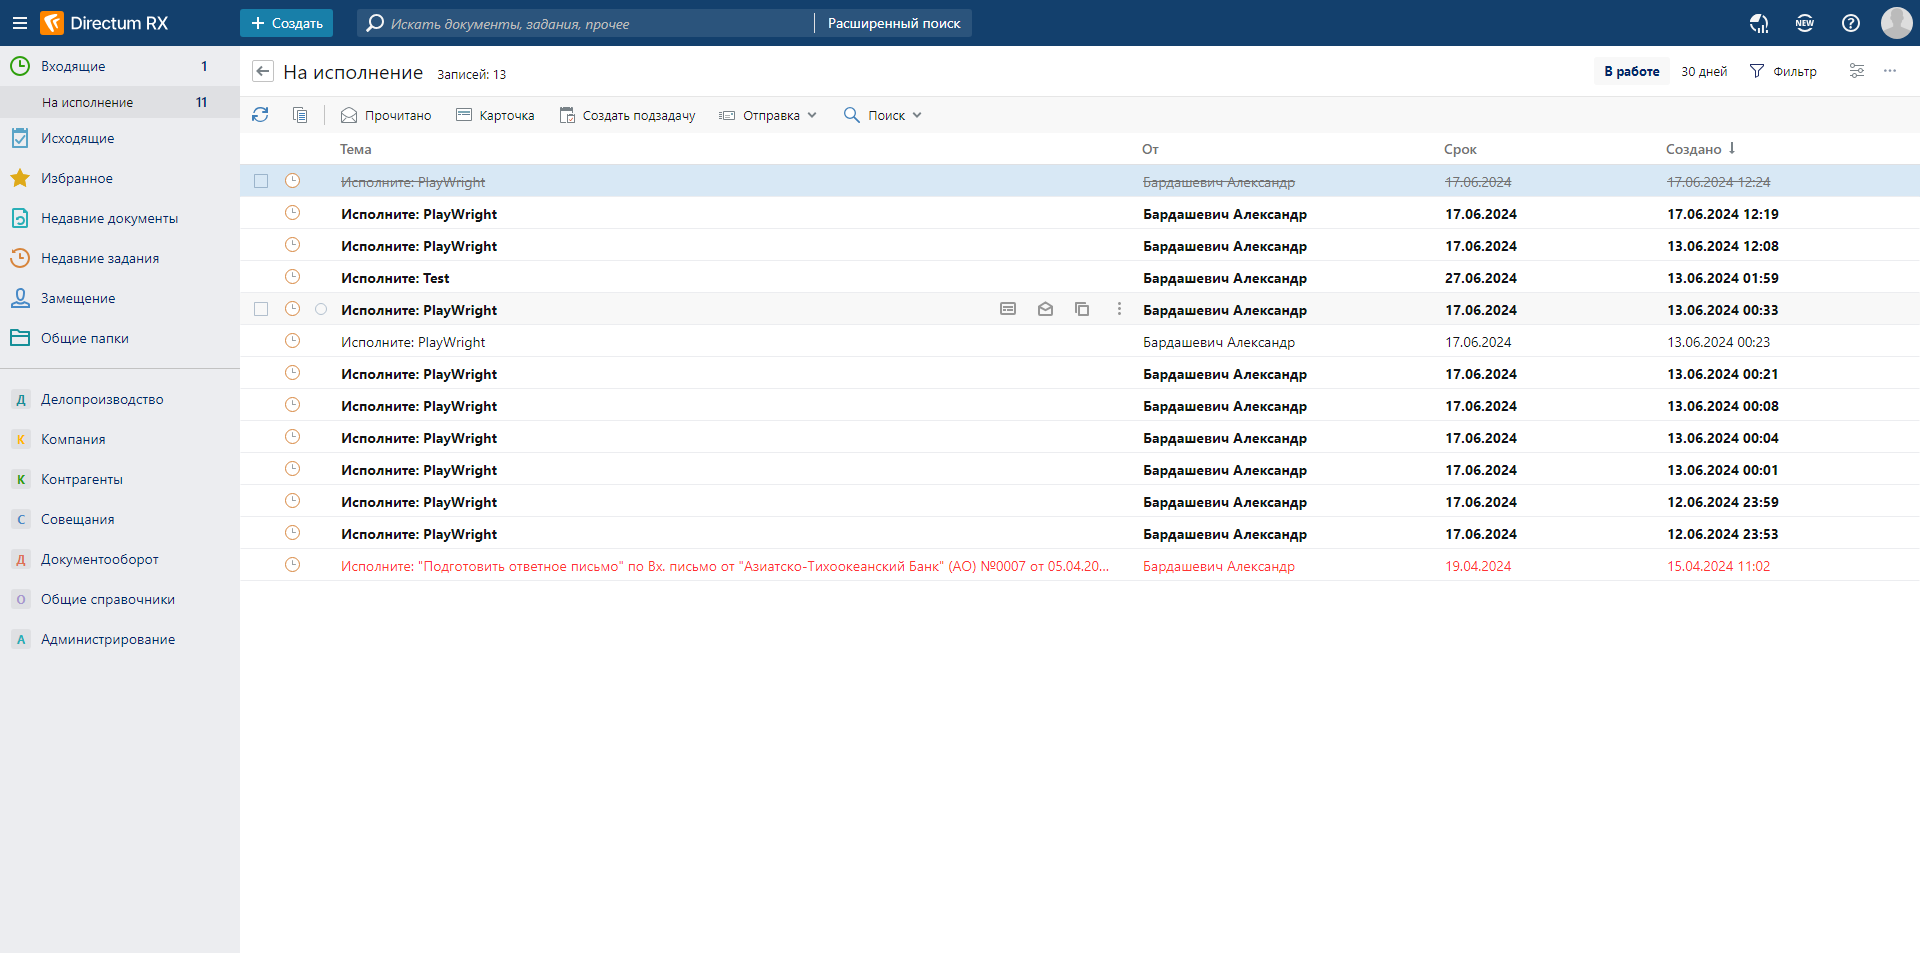 Directum RX
Создать
Искать документы, задания, прочее
Расширенный поиск
NEW
Входящие 1
На исполнение 11
Исходящие
Избранное
Недавние документы
Недавние задания
Замещение
Общие папки
Д Делопроизводство
К Компания
К Контрагенты
С Совещания
Д Документооборот
О Общие справочники
А Администрирование
На исполнение Записей: 13
В работе 30 дней Фильтр
Прочитано Карточка Создать подзадачу Отправка Поиск
Тема От Срок Создано
Исполните: PlayWright Бардашевич Александр 17.06.2024 17.06.2024 12:24
Исполните: PlayWright Бардашевич Александр 17.06.2024 17.06.2024 12:19
Исполните: PlayWright Бардашевич Александр 17.06.2024 13.06.2024 12:08
Исполните: Test Бардашевич Александр 27.06.2024 13.06.2024 01:59
Исполните: PlayWright Бардашевич Александр 17.06.2024 13.06.2024 00:33
Исполните: PlayWright Бардашевич Александр 17.06.2024 13.06.2024 00:23
Исполните: PlayWright Бардашевич Александр 17.06.2024 13.06.2024 00:21
Исполните: PlayWright Бардашевич Александр 17.06.2024 13.06.2024 00:08
Исполните: PlayWright Бардашевич Александр 17.06.2024 13.06.2024 00:04
Исполните: PlayWright Бардашевич Александр 17.06.2024 13.06.2024 00:01
Исполните: PlayWright Бардашевич Александр 17.06.2024 12.06.2024 23:59
Исполните: PlayWright Бардашевич Александр 17.06.2024 12.06.2024 23:53
Исполните: "Подготовить ответное письмо" по Вх. письмо от "Азиатско-Тихоокеанский Банк" (АО) №0007 от 05.04.20... Бардашевич Александр 19.04.2024 15.04.2024 11:02